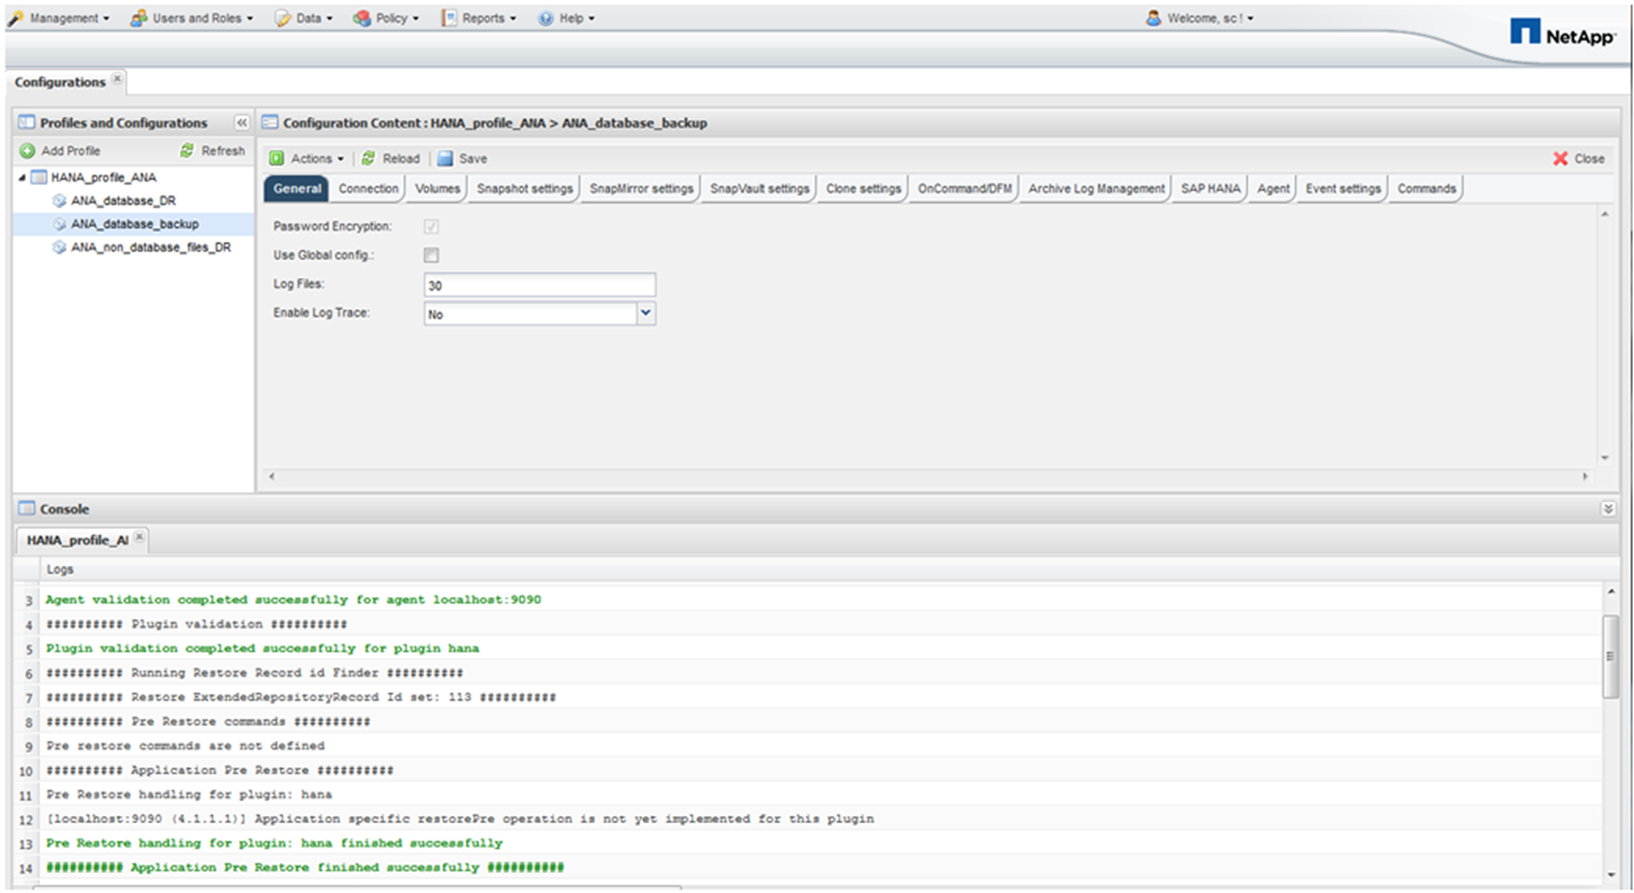 Management Users and Roles Data Policy Reports Help Welcome, sc !
NetApp
Configurations
Profiles and Configurations
Add Profile Refresh
HANA_profile_ANA
ANA_database_DR
ANA_database_backup
ANA_non_database_files_DR
Configuration Content : HANA_profile_ANA > ANA_database_backup
Actions Reload Save Close
General Connection Volumes Snapshot settings SnapMirror settings SnapVault settings Clone settings OnCommand/DFM Archive Log Management SAP HANA Agent Event settings Commands
Password Encryption:
Use Global config.:
Log Files: 30
Enable Log Trace: No
Console
HANA_profile_AI
Logs
3 Agent validation completed successfully for agent localhost:9090
4 ########## Plugin validation ##########
5 Plugin validation completed successfully for plugin hana
6 ########## Running Restore Record id Finder ##########
7 ########## Restore ExtendedRepositoryRecord Id set: 113 ##########
8 ########## Pre Restore commands ##########
9 Pre restore commands are not defined
10 ########## Application Pre Restore ##########
11 Pre Restore handling for plugin: hana
12 [localhost:9090 (4.1.1.1)] Application specific restorePre operation is not yet implemented for this plugin
13 Pre Restore handling for plugin: hana finished successfully
14 ########## Application Pre Restore finished successfully ##########